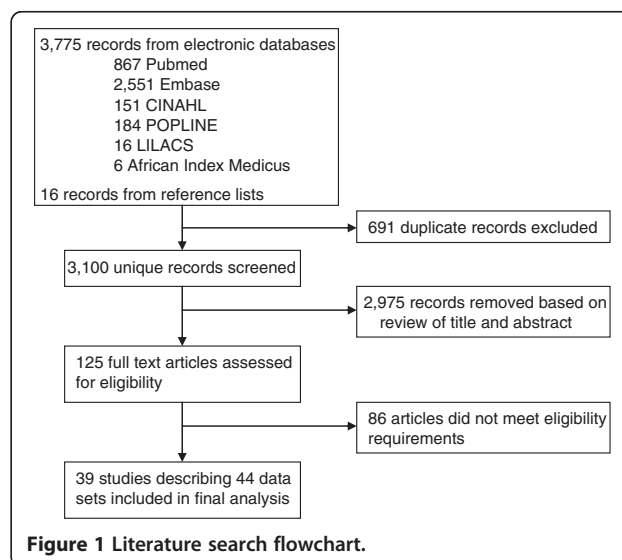 3,775 records from electronic databases
867 Pubmed
2,551 Embase
151 CINAHL
184 POPLINE
16 LILACS
6 African Index Medicus
16 records from reference lists
691 duplicate records excluded
3,100 unique records screened
2,975 records removed based on
review of title and abstract
125 full text articles assessed
for eligibility
86 articles did not meet eligibility
requirements
39 studies describing 44 data
sets included in final analysis
Figure 1 Literature search flowchart.